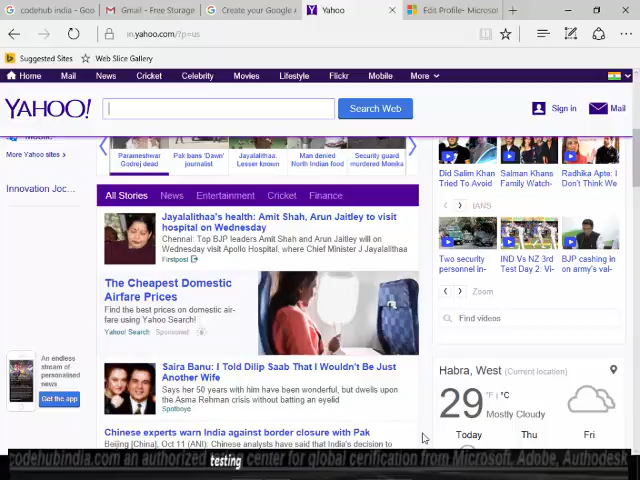 codehub india - Goo
Gmail - Free Storage
Create your Google A
Yahoo
Edit Profile- Microsof
in.yahoo.com/?p=us
Suggested Sites
Web Slice Gallery
Home Mail News Cricket Celebrity Movies Lifestyle Flickr Mobile More
YAHOO!
Search Web
Sign in
Mail
More Yahoo sites >
Innovation Joc...
Parameshwar
Godrej dead
Pak bans 'Dawn'
journalist
Jayalalithaa.
Lesser known
Man denied
North Indian food
Security guard
murdered Monika
All Stories News Entertainment Cricket Finance
Jayalalithaa's health: Amit Shah, Arun Jaitley to visit
hospital on Wednesday
Chennai: Top BJP leaders Amit Shah and Arun Jaitley will on
Wednesday visit Apollo Hospital, where Chief Minister J Jayalalithaa
Firstpost
The Cheapest Domestic
Airfare Prices
Find the best prices on domestic air-
fare using Yahoo Search!
Yahoo! Search Sponsored
Saira Banu: I Told Dilip Saab That I Wouldn't Be Just
Another Wife
Says her 50 years with him have been wonderful, but dwells upon
the Asma Rehman crisis without batting an eyelid
Spotboye
Chinese experts warn India against border closure with Pak
Beijing [China], Oct 11 (ANI): Chinese analysts have said that India's decision to
An endless
stream of
personalised
news
Get the app
Did Salim Khan
Tried To Avoid
Salman Khans
Family Watch-
Radhika Apte: I
Don't Think We
IANS
Two security
personnel in-
IND Vs NZ 3rd
Test Day 2: Vi-
BJP cashing in
on army's val-
Zoom
Find videos
Habra, West (Current location)
29 °F | °C
Mostly Cloudy
Today Thu Fri
codehubindia.com an authorized testing center for global cerification from Microsoft, Adobe, Authodesk